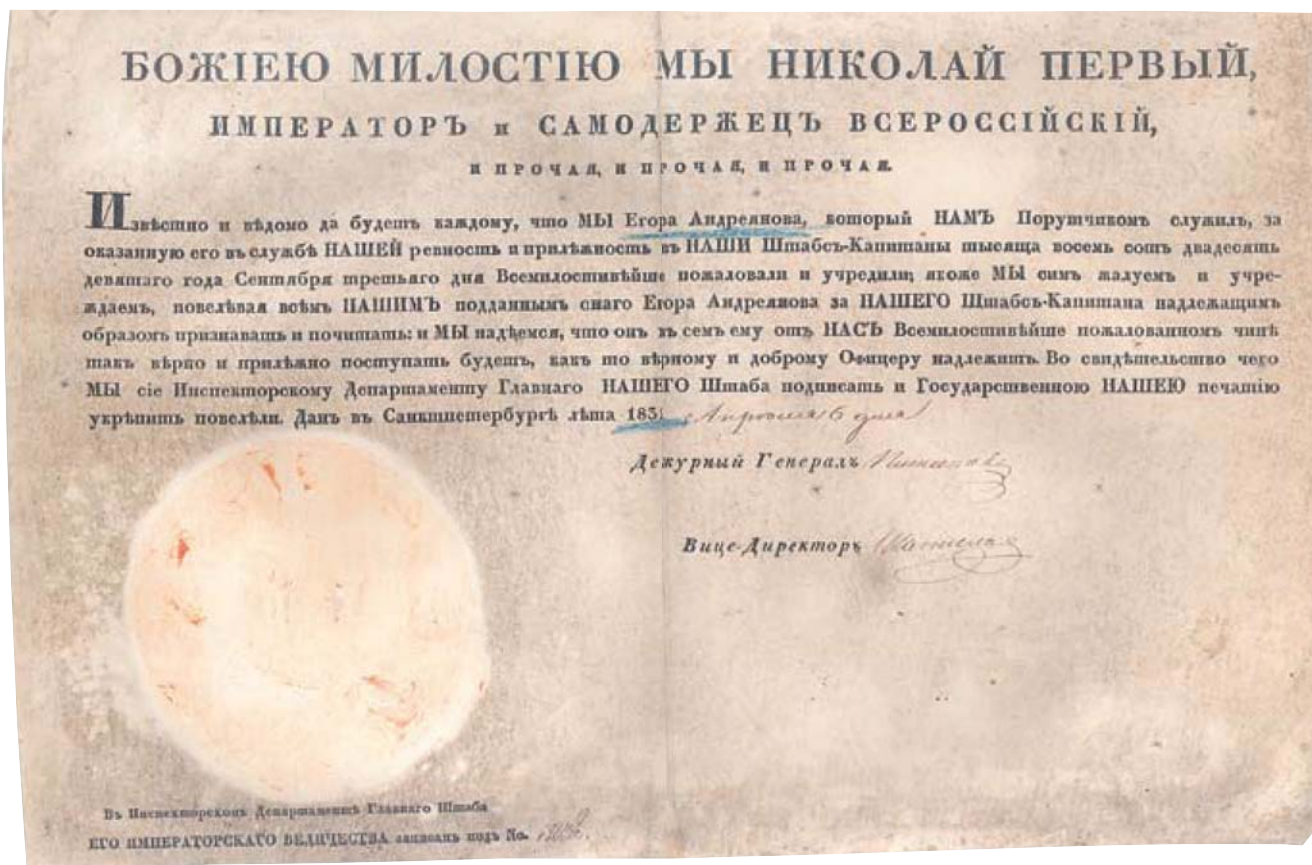 БОЖІЕЮ МИЛОСТІЮ МЫ НИКОЛАЙ ПЕРВЫЙ,
ИМПЕРАТОРЪ и САМОДЕРЖЕЦЪ ВСЕРОССІЙСКІЙ,
И ПРОЧАЯ, И ПРОЧАЯ, И ПРОЧАЯ.
Извѣстно и вѣдомо да будетъ каждому, что МЫ Егора Андреянова, который НАМЪ Порутчикомъ служилъ, за
оказанную его въ службѣ НАШЕЙ ревность и прилѣжность въ НАШИ Штабсъ-Капитаны тысяща восемь сотъ двадесять
девятаго года Сентября третьяго дня Всемилостивѣйше пожаловали и учредили; якоже МЫ симъ жалуемъ и учре-
ждаемъ, повелѣвая всѣмъ НАШИМЪ подданнымъ онаго Егора Андреянова за НАШЕГО Штабсъ-Капитана надлежащимъ
образомъ признавать и почитать: и МЫ надѣемся, что онъ въ семъ ему отъ НАСЪ Всемилостивѣйше пожалованномъ чинѣ
такъ вѣрно и прилѣжно поступать будетъ, какъ то вѣрному и доброму Офицеру надлежитъ. Во свидѣтельство чего
МЫ сіе Инспекторскому Департаменту Главнаго НАШЕГО Штаба подписать и Государственною НАШЕЮ печатію
укрѣпить повелѣли. Данъ въ Санктпетербургѣ лѣта 1831 Апрѣля 6 дня
Дежурный Генералъ
Вице-Директоръ
Въ Инспекторскомъ Департаментѣ Главнаго Штаба
ЕГО ИМПЕРАТОРСКАГО ВЕЛИЧЕСТВА записанъ подъ No.